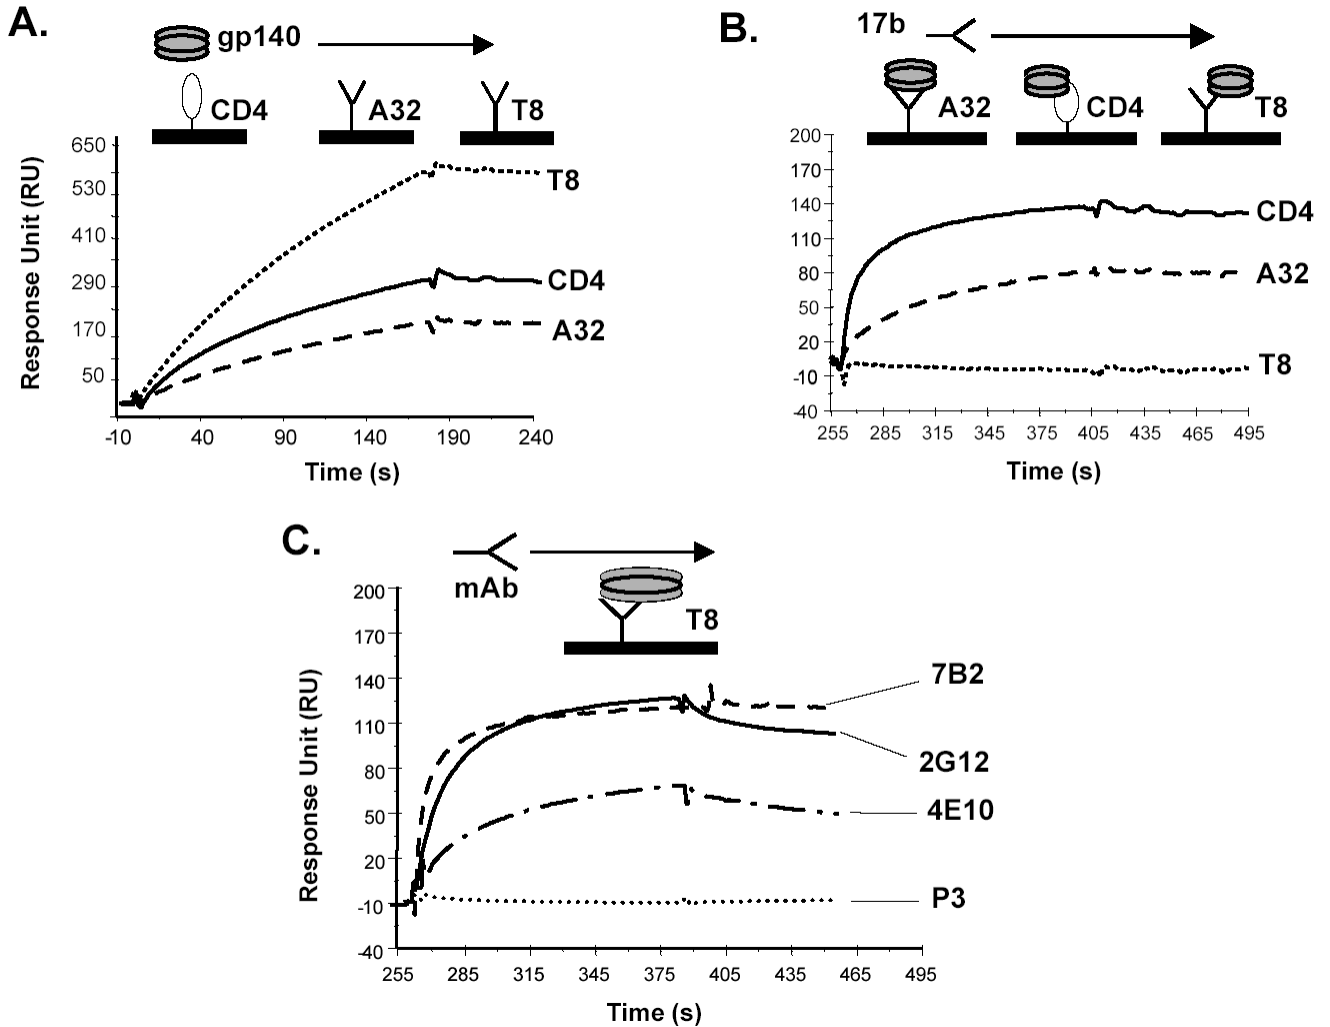 A.
gp140
CD4
A32
T8
650
530
410
290
170
50
Response Unit (RU)
T8
CD4
A32
-10 40 90 140 190 240
Time (s)
B.
17b
A32
CD4
T8
200
170
140
110
80
50
20
-10
-40
Response Unit (RU)
CD4
A32
T8
255 285 315 345 375 405 435 465 495
Time (s)
C.
mAb
T8
200
170
140
110
80
50
20
-10
-40
Response Unit (RU)
7B2
2G12
4E10
P3
255 285 315 345 375 405 435 465 495
Time (s)